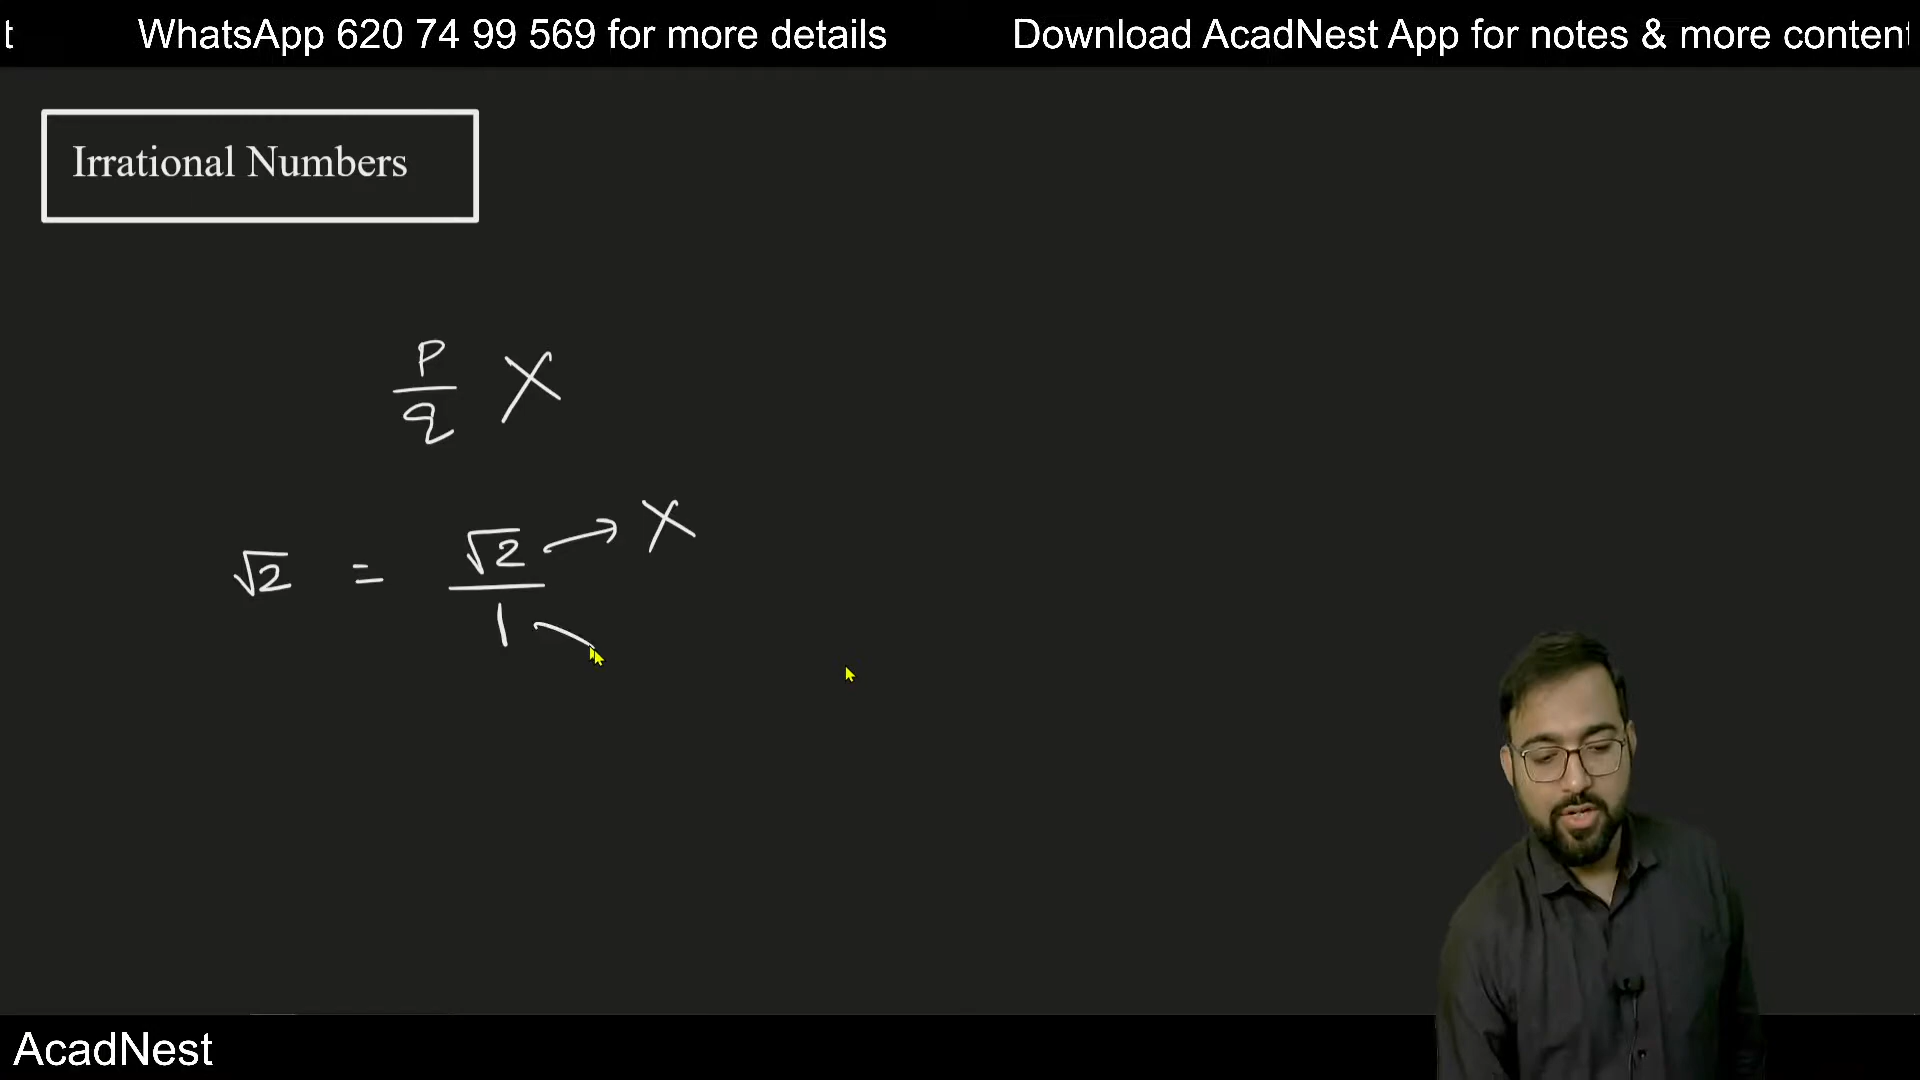 t WhatsApp 620 74 99 569 for more details Download AcadNest App for notes & more content
Irrational Numbers
p/q X
√2 = √2/1 → X
AcadNest